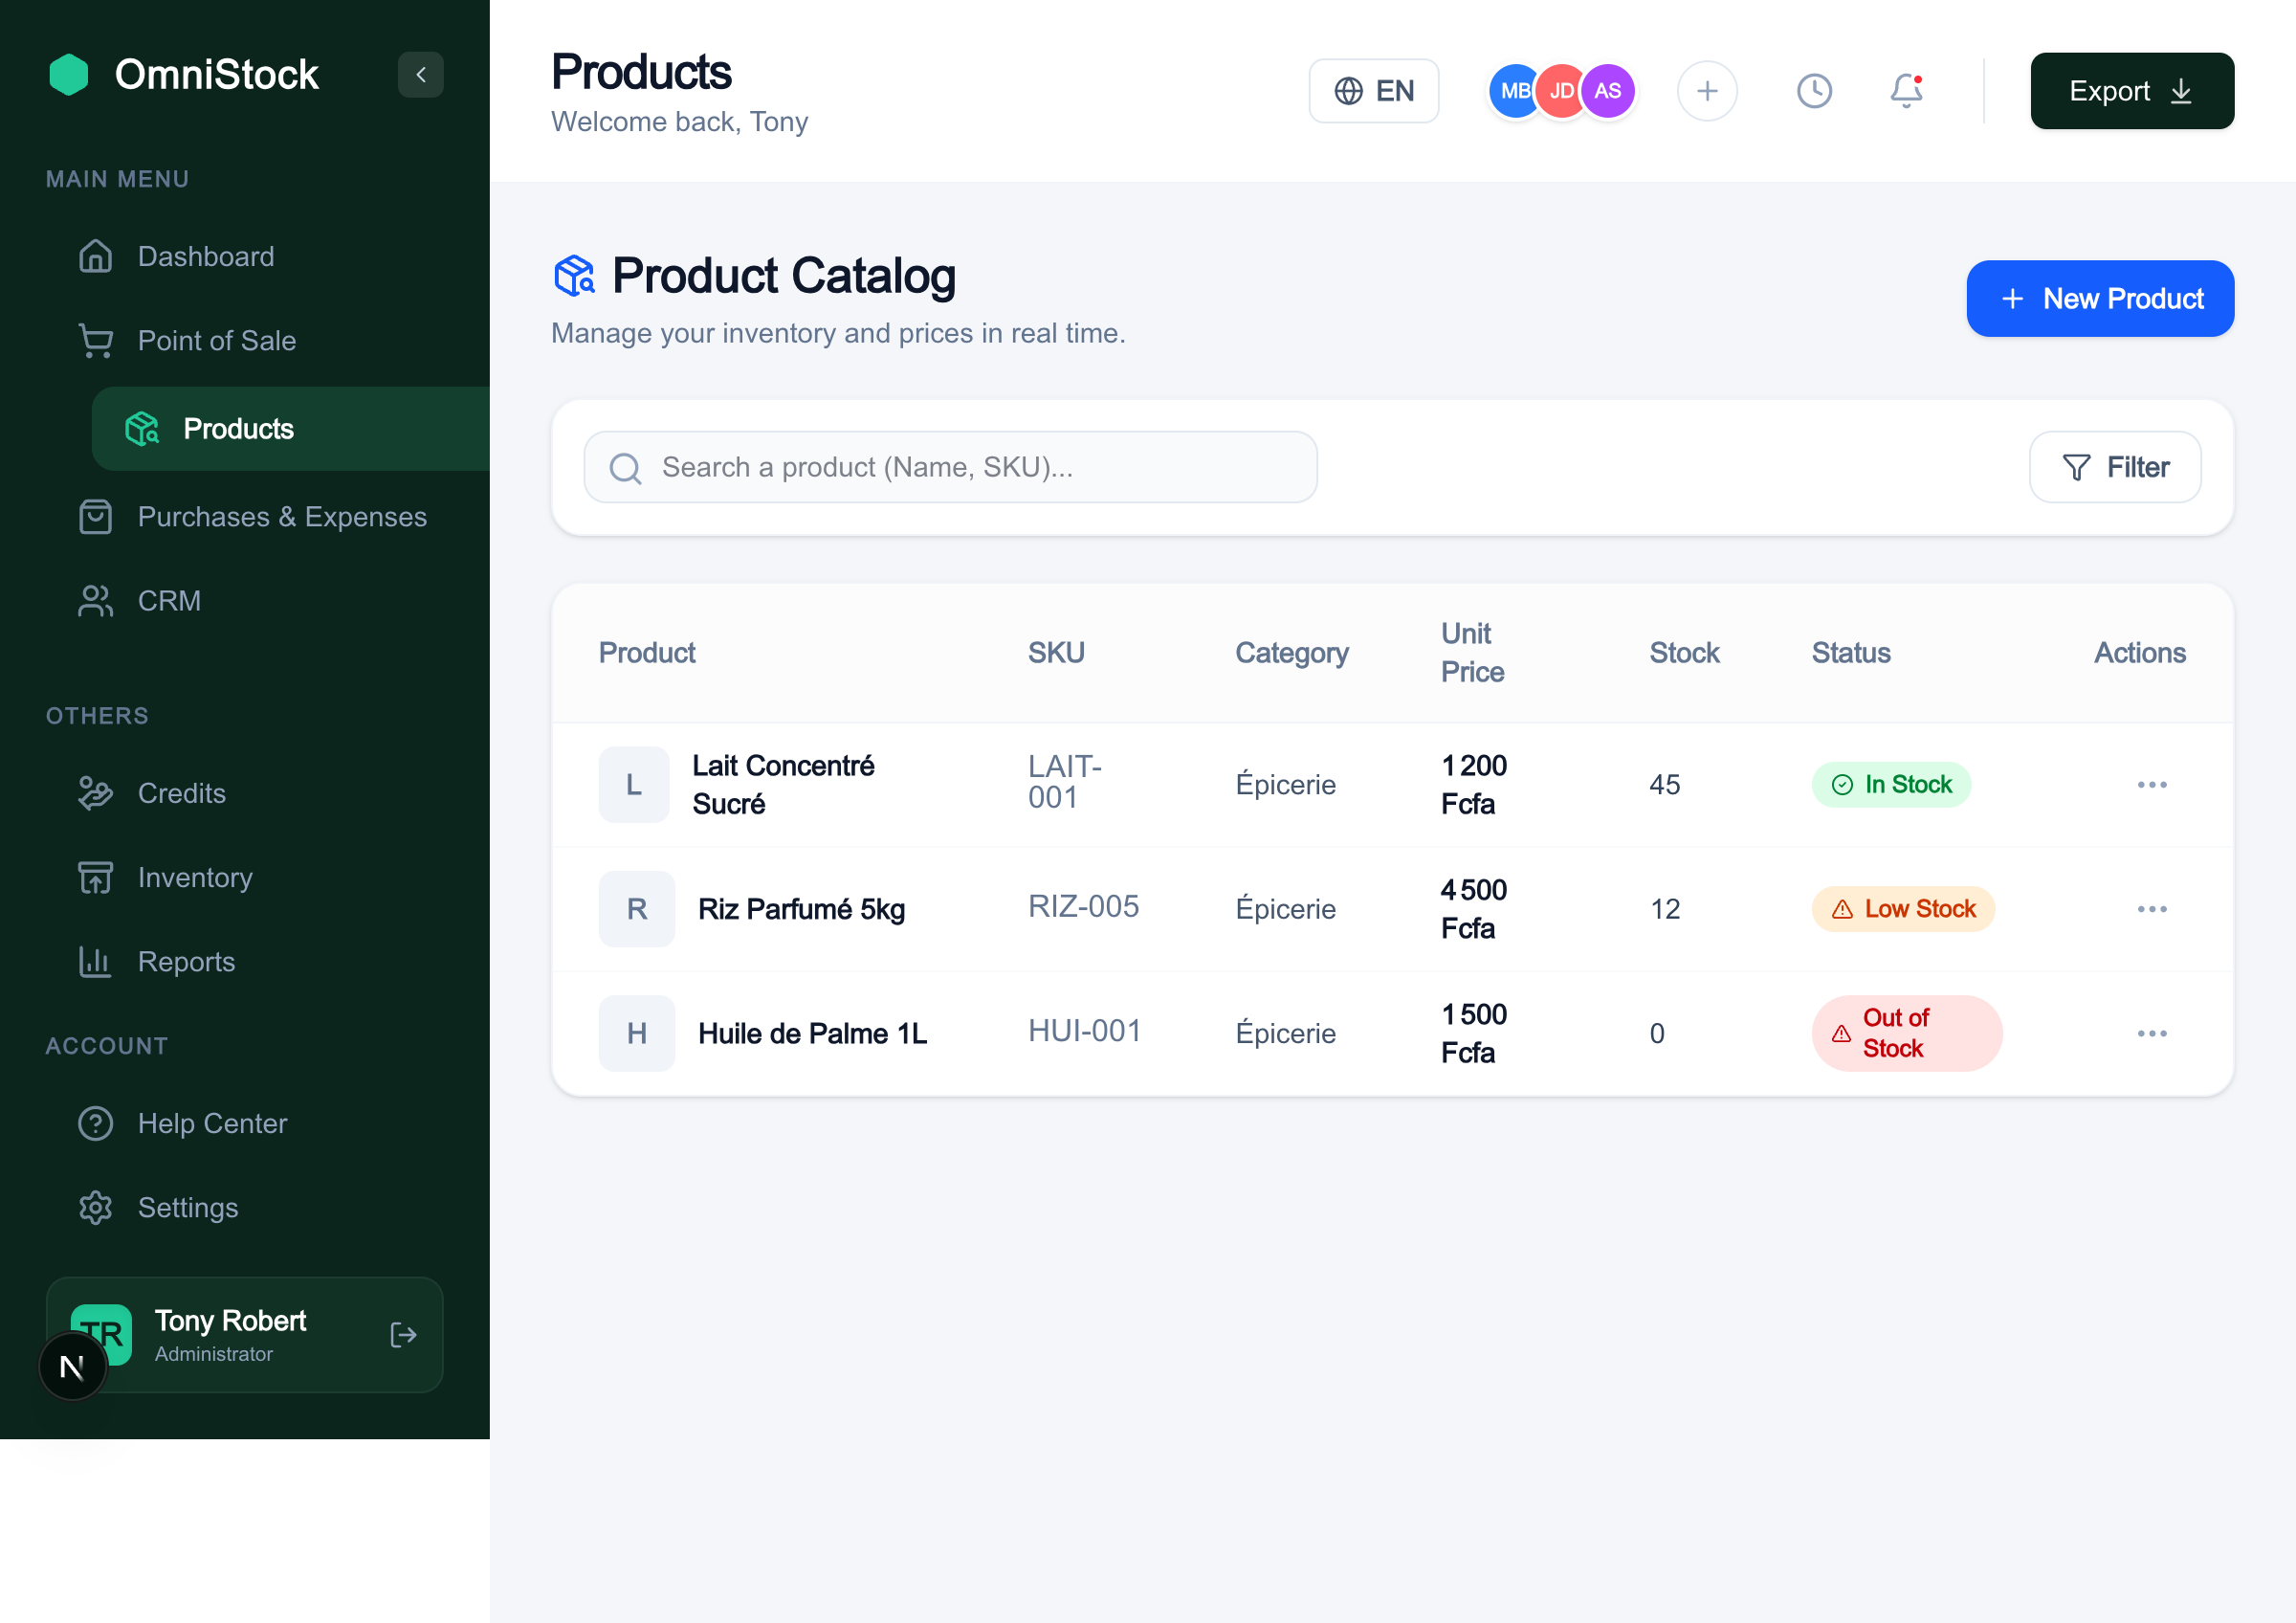 OmniStock
MAIN MENU
Dashboard
Point of Sale
Products
Purchases & Expenses
CRM
OTHERS
Credits
Inventory
Reports
ACCOUNT
Help Center
Settings
TR
Tony Robert
Administrator
N
Products
Welcome back, Tony
EN
MB
JD
AS
Export
Product Catalog
Manage your inventory and prices in real time.
New Product
Search a product (Name, SKU)...
Filter
Product
SKU
Category
Unit
Price
Stock
Status
Actions
L
Lait Concentré
Sucré
LAIT-
001
Épicerie
1 200
Fcfa
45
In Stock
R
Riz Parfumé 5kg
RIZ-005
Épicerie
4 500
Fcfa
12
Low Stock
H
Huile de Palme 1L
HUI-001
Épicerie
1 500
Fcfa
0
Out of
Stock